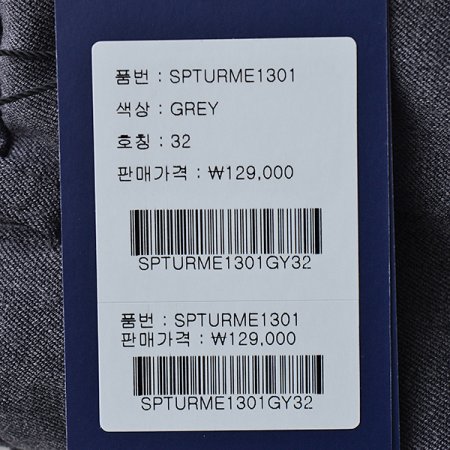 품번 : SPTURME1301
색상 : GREY
호칭 : 32
판매가격 : ₩129,000
SPTURME1301GY32
품번 : SPTURME1301
판매가격 : ₩129,000
SPTURME1301GY32